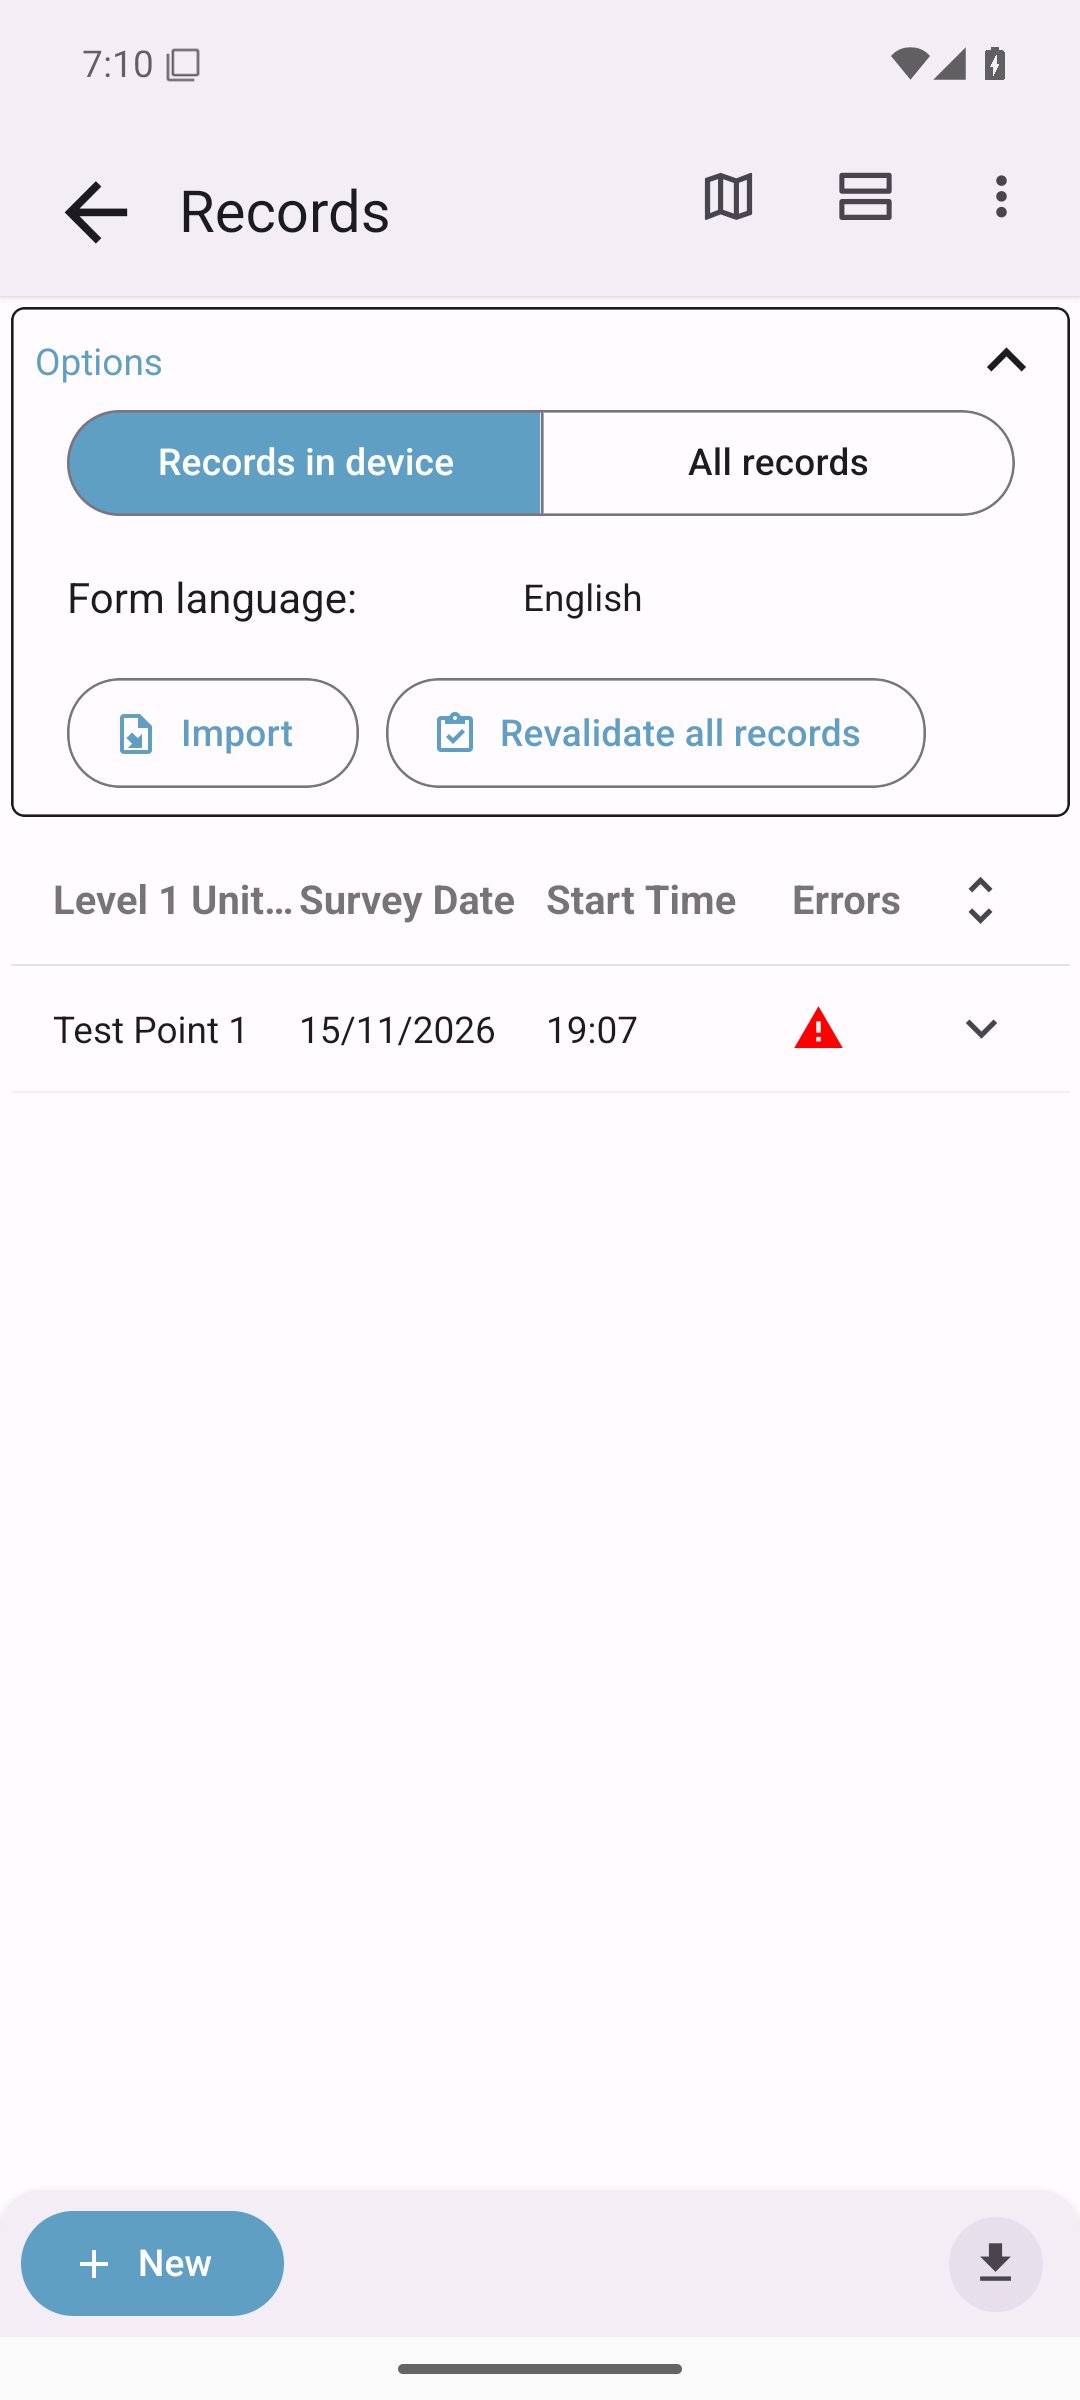 7:10
Records
Options
Records in device
All records
Form language:
English
Import
Revalidate all records
Level 1 Unit... Survey Date Start Time Errors
Test Point 1 15/11/2026 19:07
New